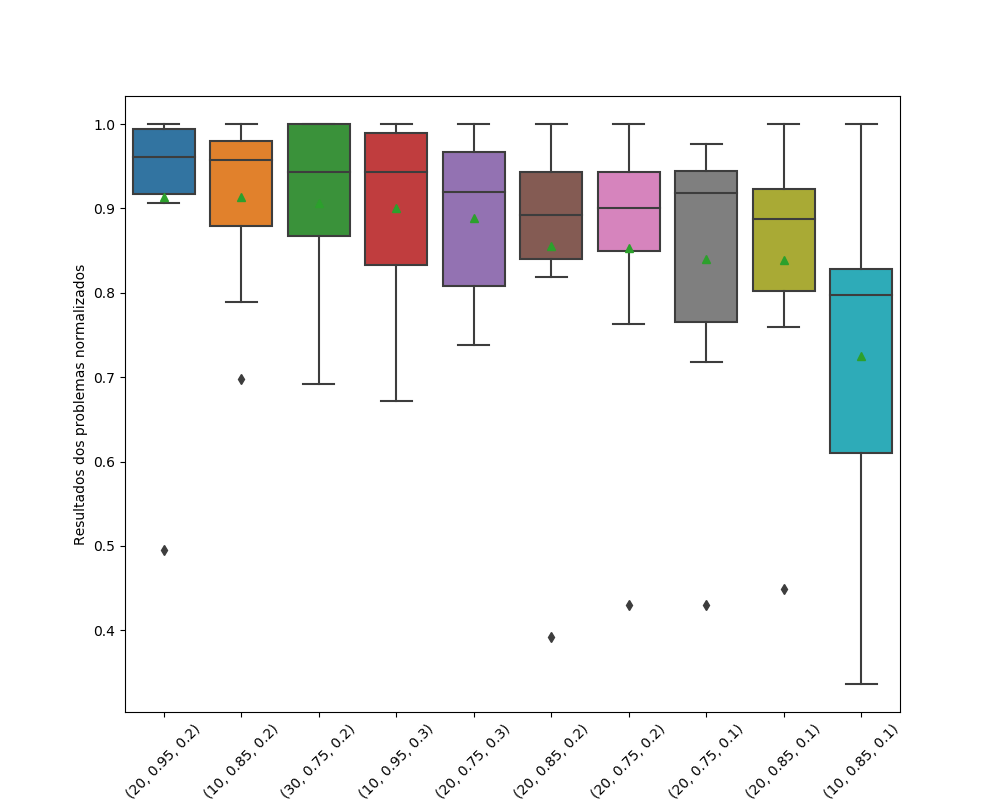 Resultados dos problemas normalizados
1.0
0.9
0.8
0.7
0.6
0.5
0.4
(20, 0.95, 0.2)
(10, 0.85, 0.2)
(30, 0.75, 0.2)
(10, 0.95, 0.3)
(20, 0.75, 0.3)
(20, 0.85, 0.2)
(20, 0.75, 0.2)
(20, 0.75, 0.1)
(20, 0.85, 0.1)
(10, 0.85, 0.1)